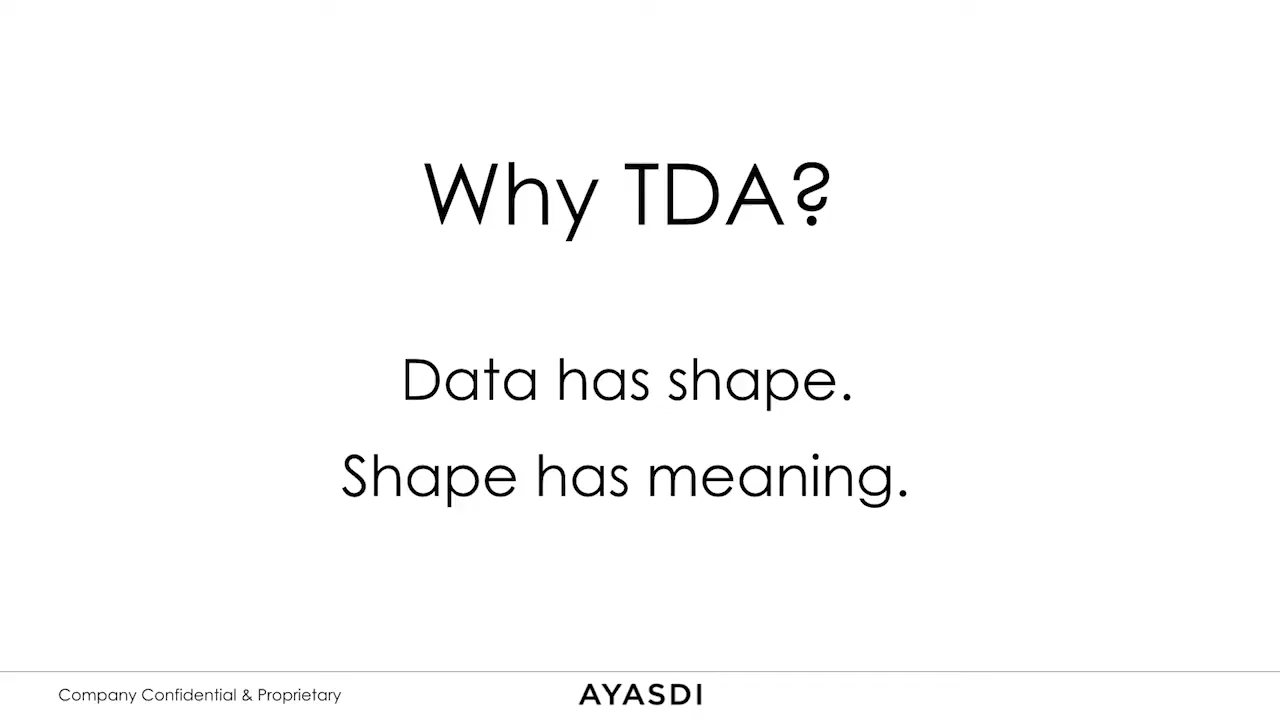 Why TDA?
Data has shape.
Shape has meaning.
Company Confidential & Proprietary
AYASDI